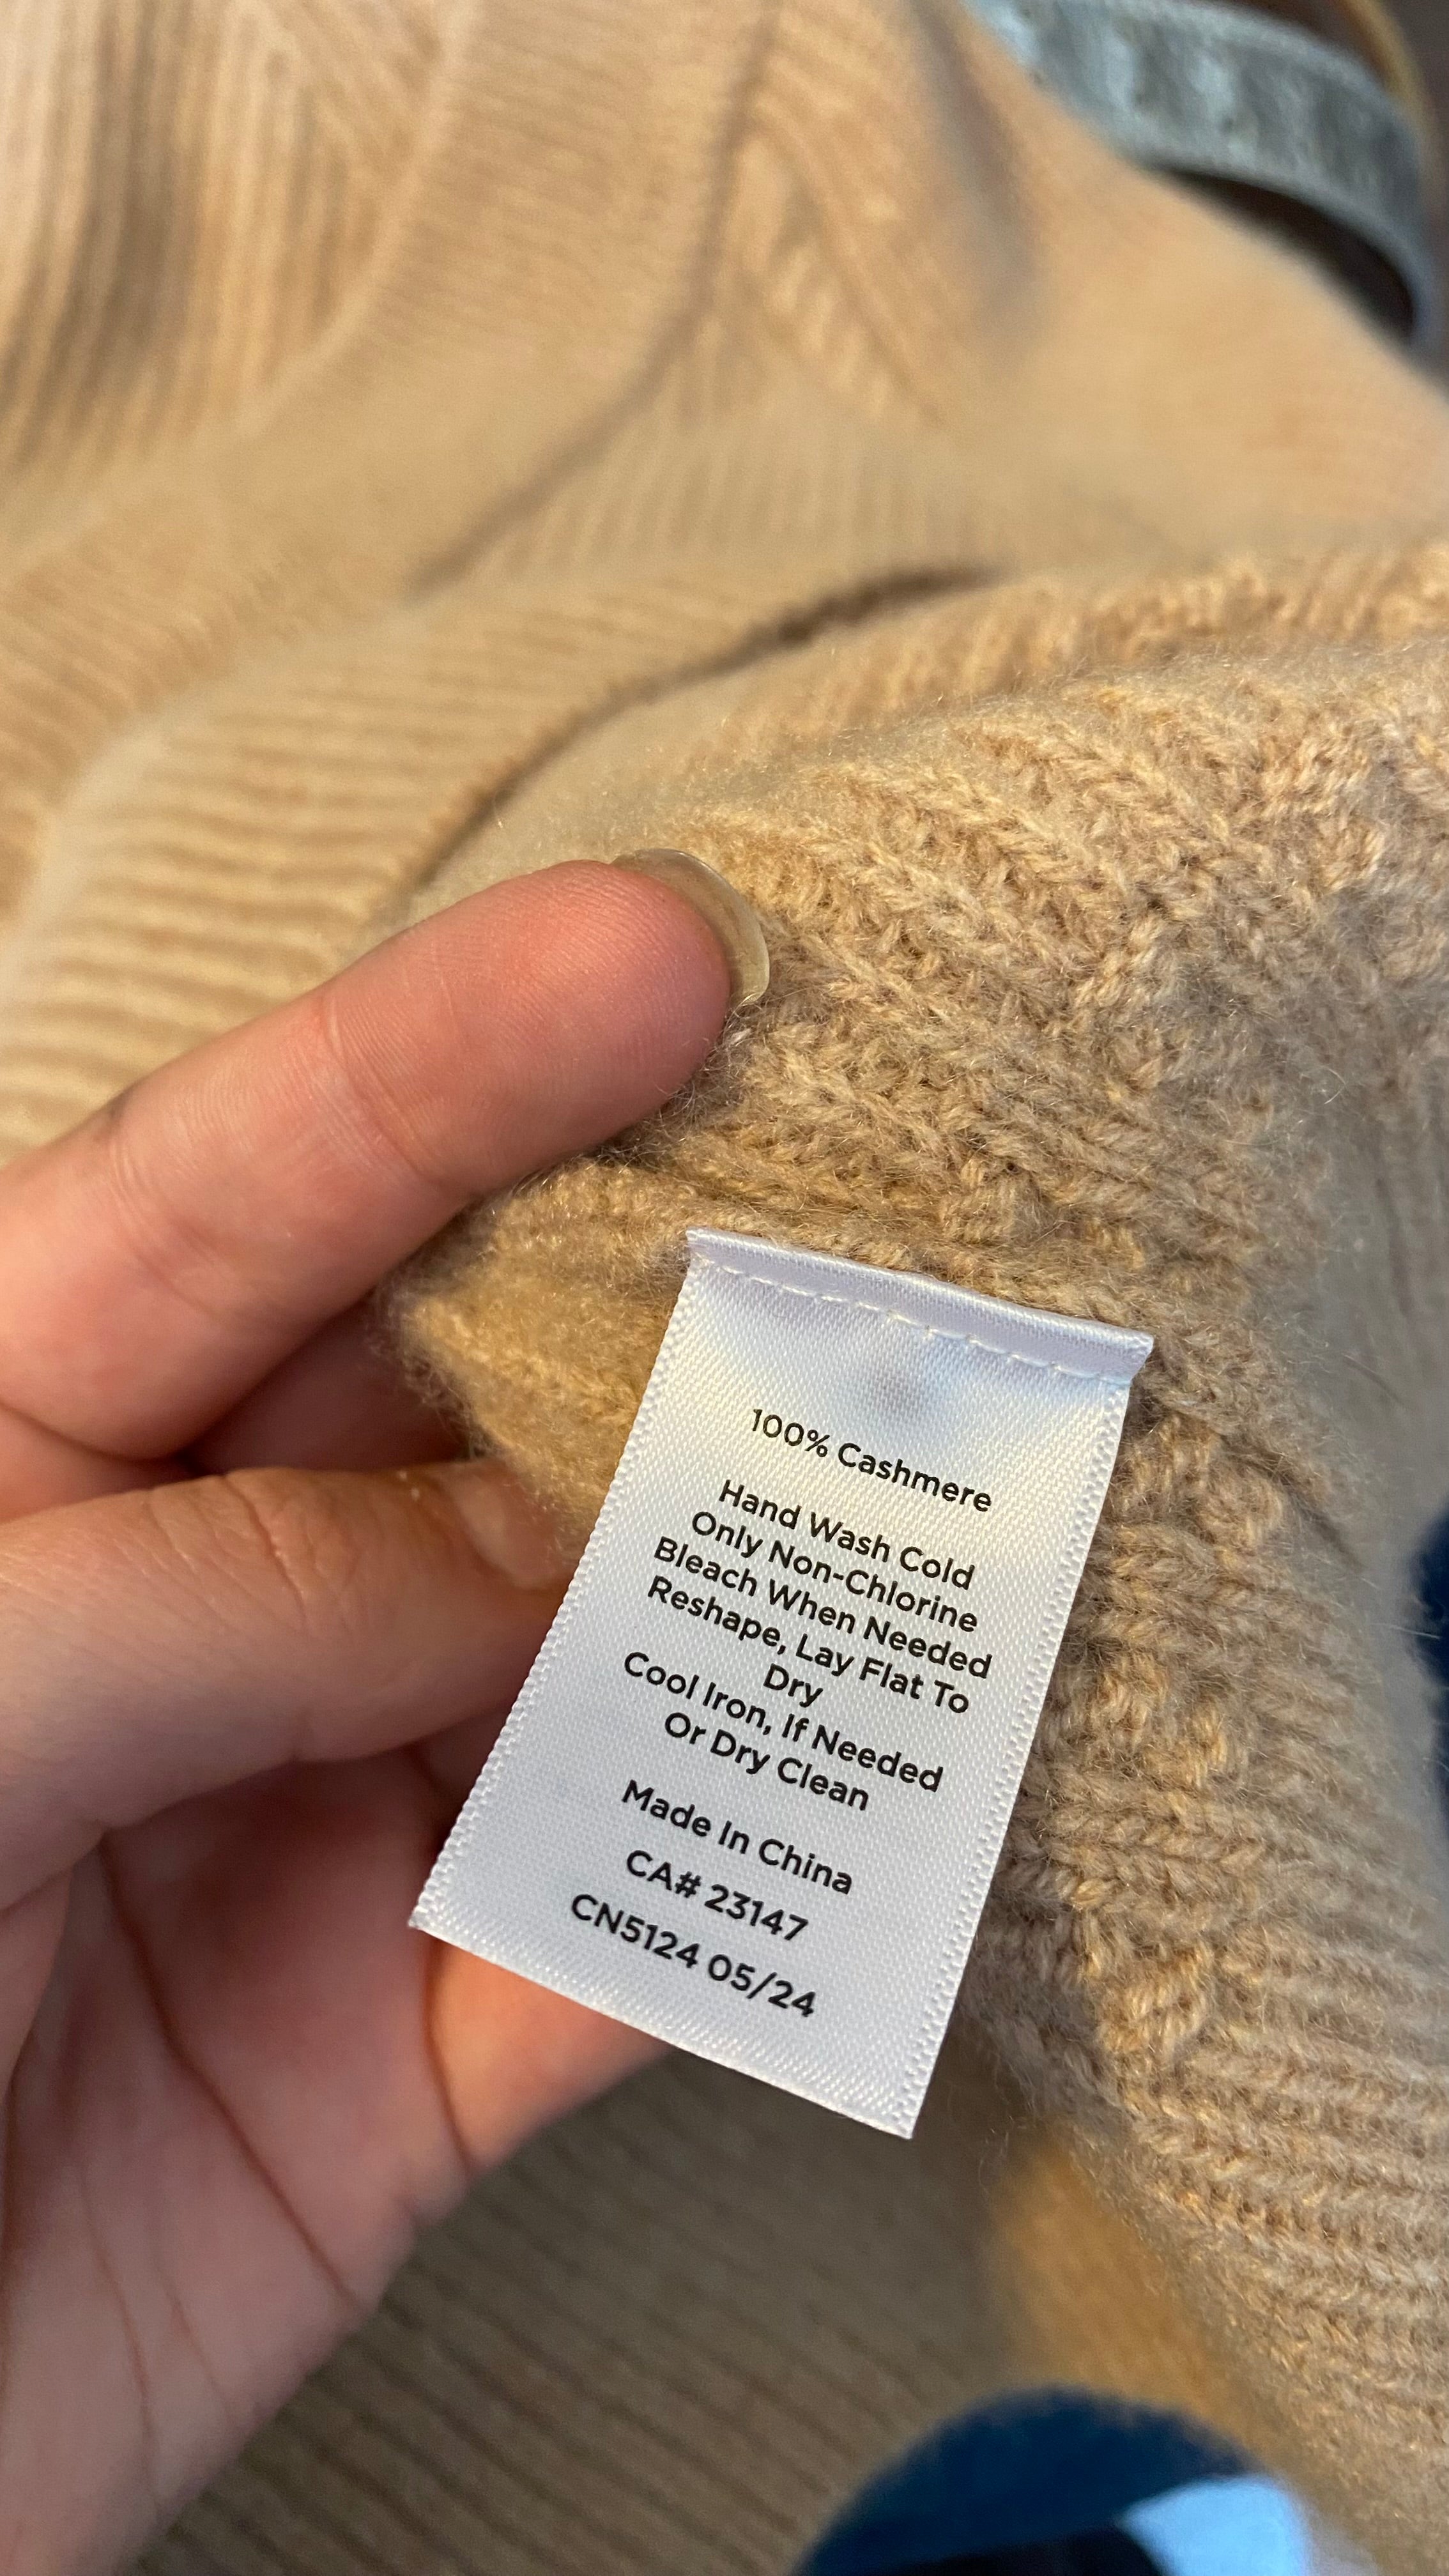 100% Cashmere
Hand Wash Cold
Only Non-Chlorine
Bleach When Needed
Reshape, Lay Flat To
Dry
Cool Iron, If Needed
Or Dry Clean
Made In China
CA# 23147
CN5124 05/24